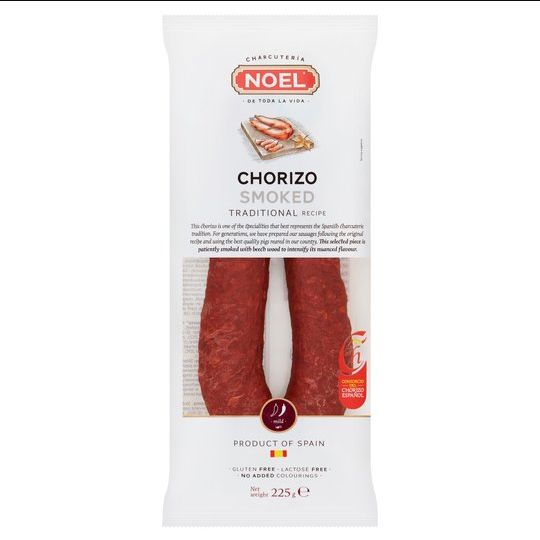 CHARCUTERÍA
NOEL
· DE TODA LA VIDA ·
CHORIZO
SMOKED
TRADITIONAL RECIPE
This chorizo is one of the specialities that best represents the Spanish charcuterie
tradition. For generations, we have prepared our sausages following the original
recipe and using the best quality pigs reared in our country. This selected piece is
patiently smoked with beech wood to intensify its nuanced flavour.
CONSORCIO
DEL
CHORIZO
ESPAÑOL
mild
PRODUCT OF SPAIN
· GLUTEN FREE · LACTOSE FREE ·
· NO ADDED COLOURINGS ·
Net
weight 225 g ℮